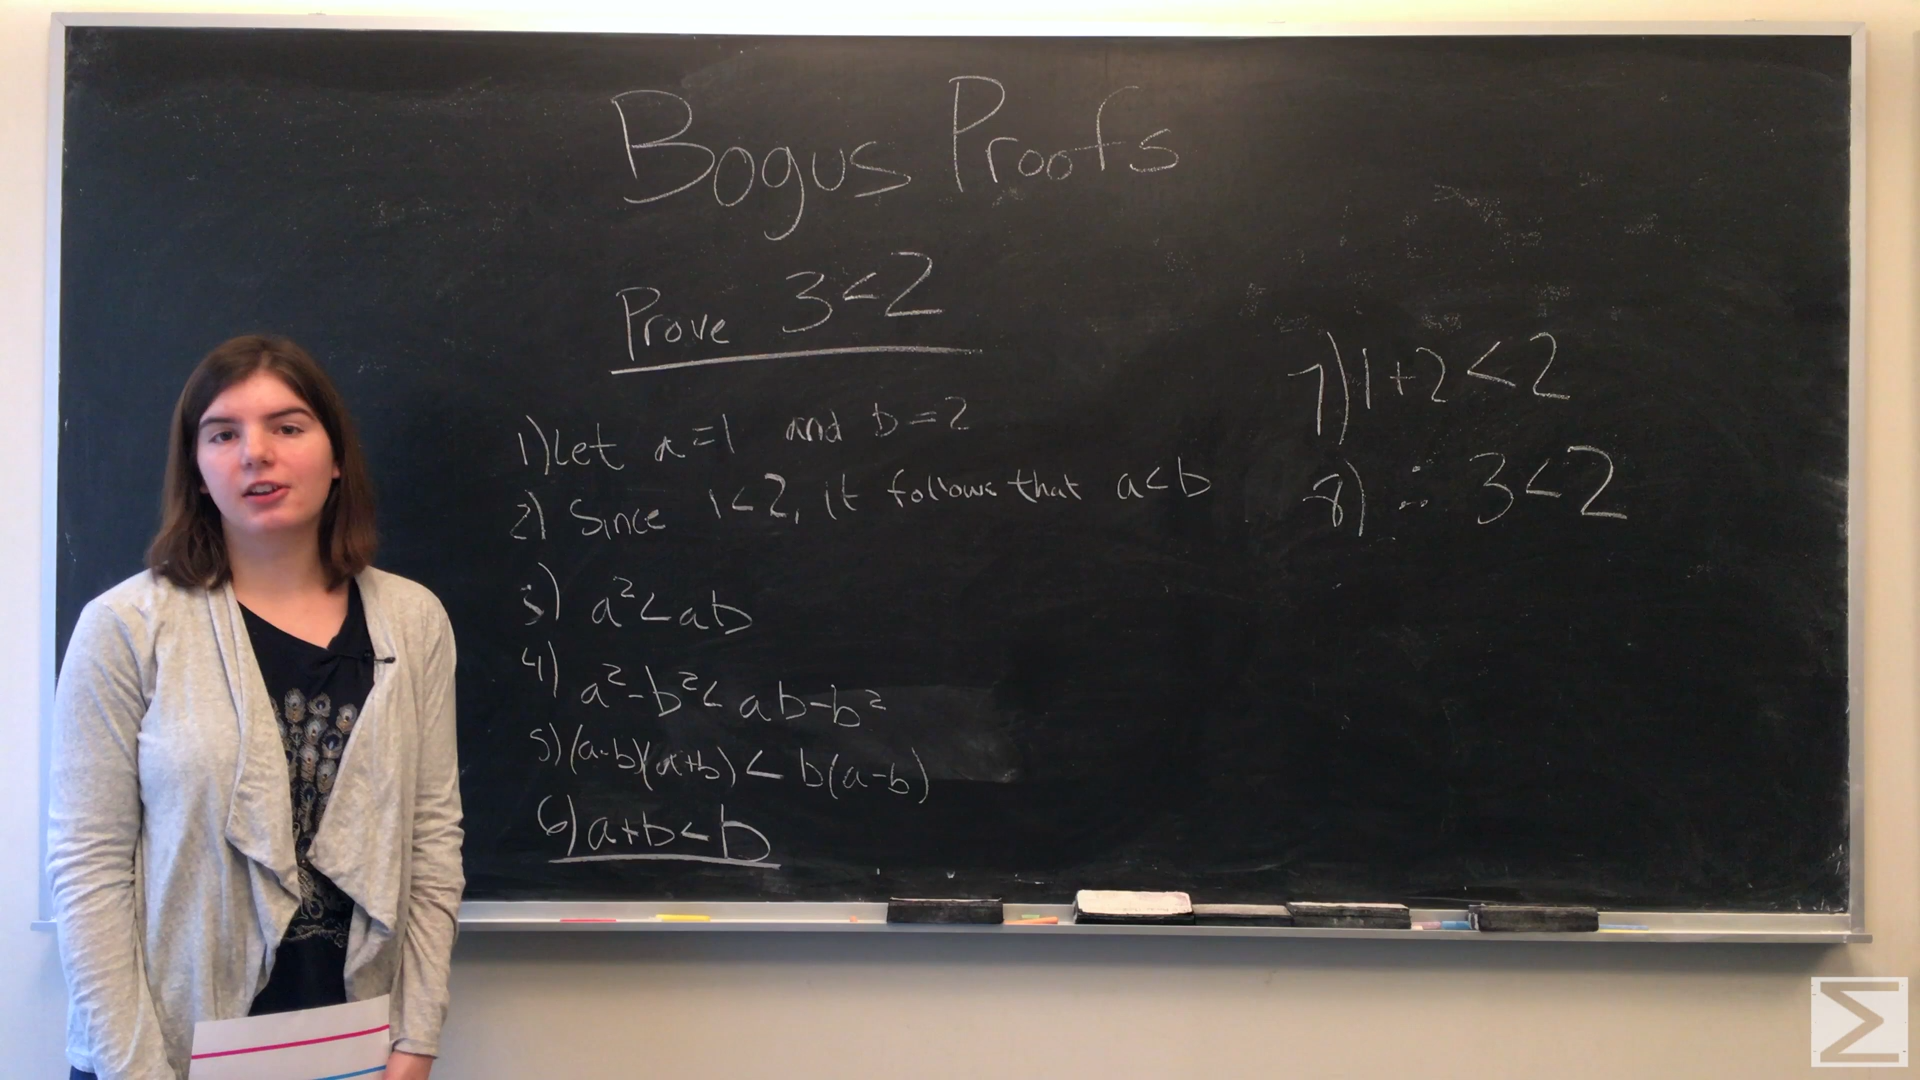 Bogus Proofs
Prove 3<2
1) Let a=1 and b=2
2) Since 1<2, it follows that a<b
3) a²<ab
4) a²-b²<ab-b²
5) (a-b)(a+b)<b(a-b)
6) a+b<b
7) 1+2<2
8) ∴ 3<2
Σ